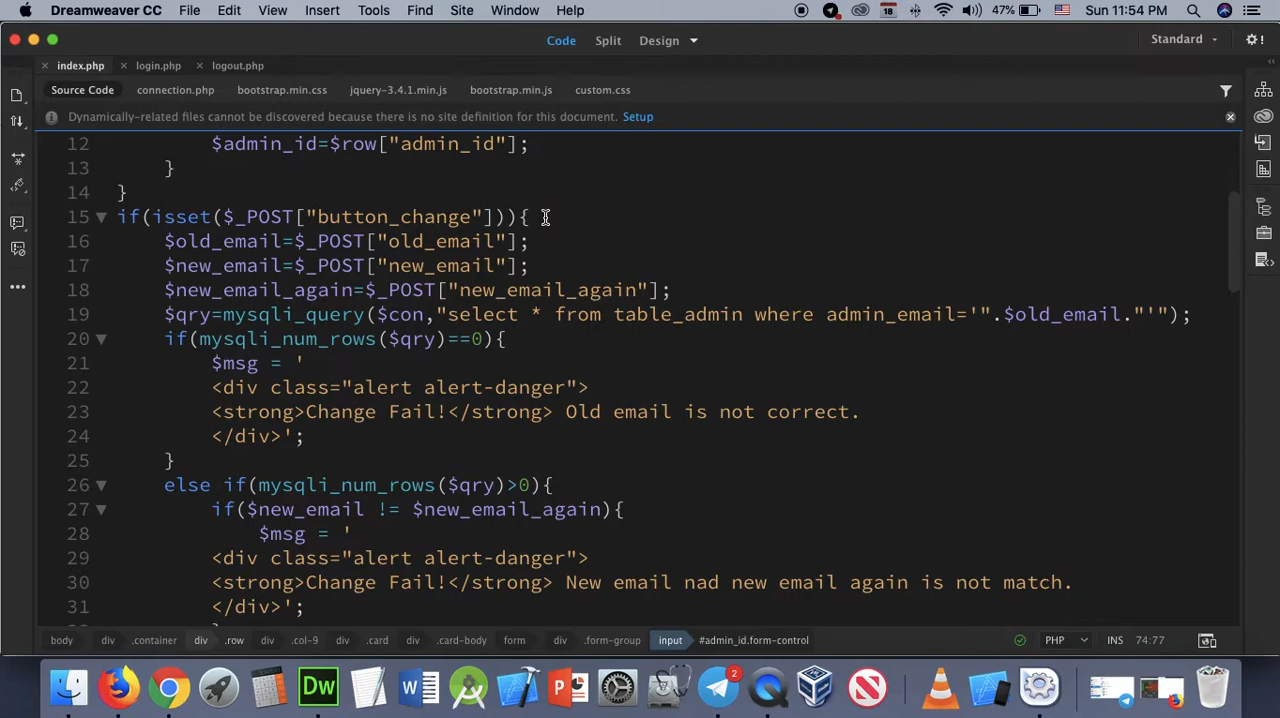 Dreamweaver CC File Edit View Insert Tools Find Site Window Help 18 47% Sun 11:54 PM
Code Split Design Standard
index.php login.php logout.php
Source Code connection.php bootstrap.min.css jquery-3.4.1.min.js bootstrap.min.js custom.css
Dynamically-related files cannot be discovered because there is no site definition for this document. Setup
12 $admin_id=$row["admin_id"];
13 }
14 }
15 if(isset($_POST["button_change"])){
16 $old_email=$_POST["old_email"];
17 $new_email=$_POST["new_email"];
18 $new_email_again=$_POST["new_email_again"];
19 $qry=mysqli_query($con,"select * from table_admin where admin_email='".$old_email."'");
20 if(mysqli_num_rows($qry)==0){
21 $msg = '
22 <div class="alert alert-danger">
23 <strong>Change Fail!</strong> Old email is not correct.
24 </div>';
25 }
26 else if(mysqli_num_rows($qry)>0){
27 if($new_email != $new_email_again){
28 $msg = '
29 <div class="alert alert-danger">
30 <strong>Change Fail!</strong> New email nad new email again is not match.
31 </div>';
body div .container div .row div .col-9 div .card div .card-body form div .form-group input #admin_id.form-control PHP INS 74:77
Dw W P 2